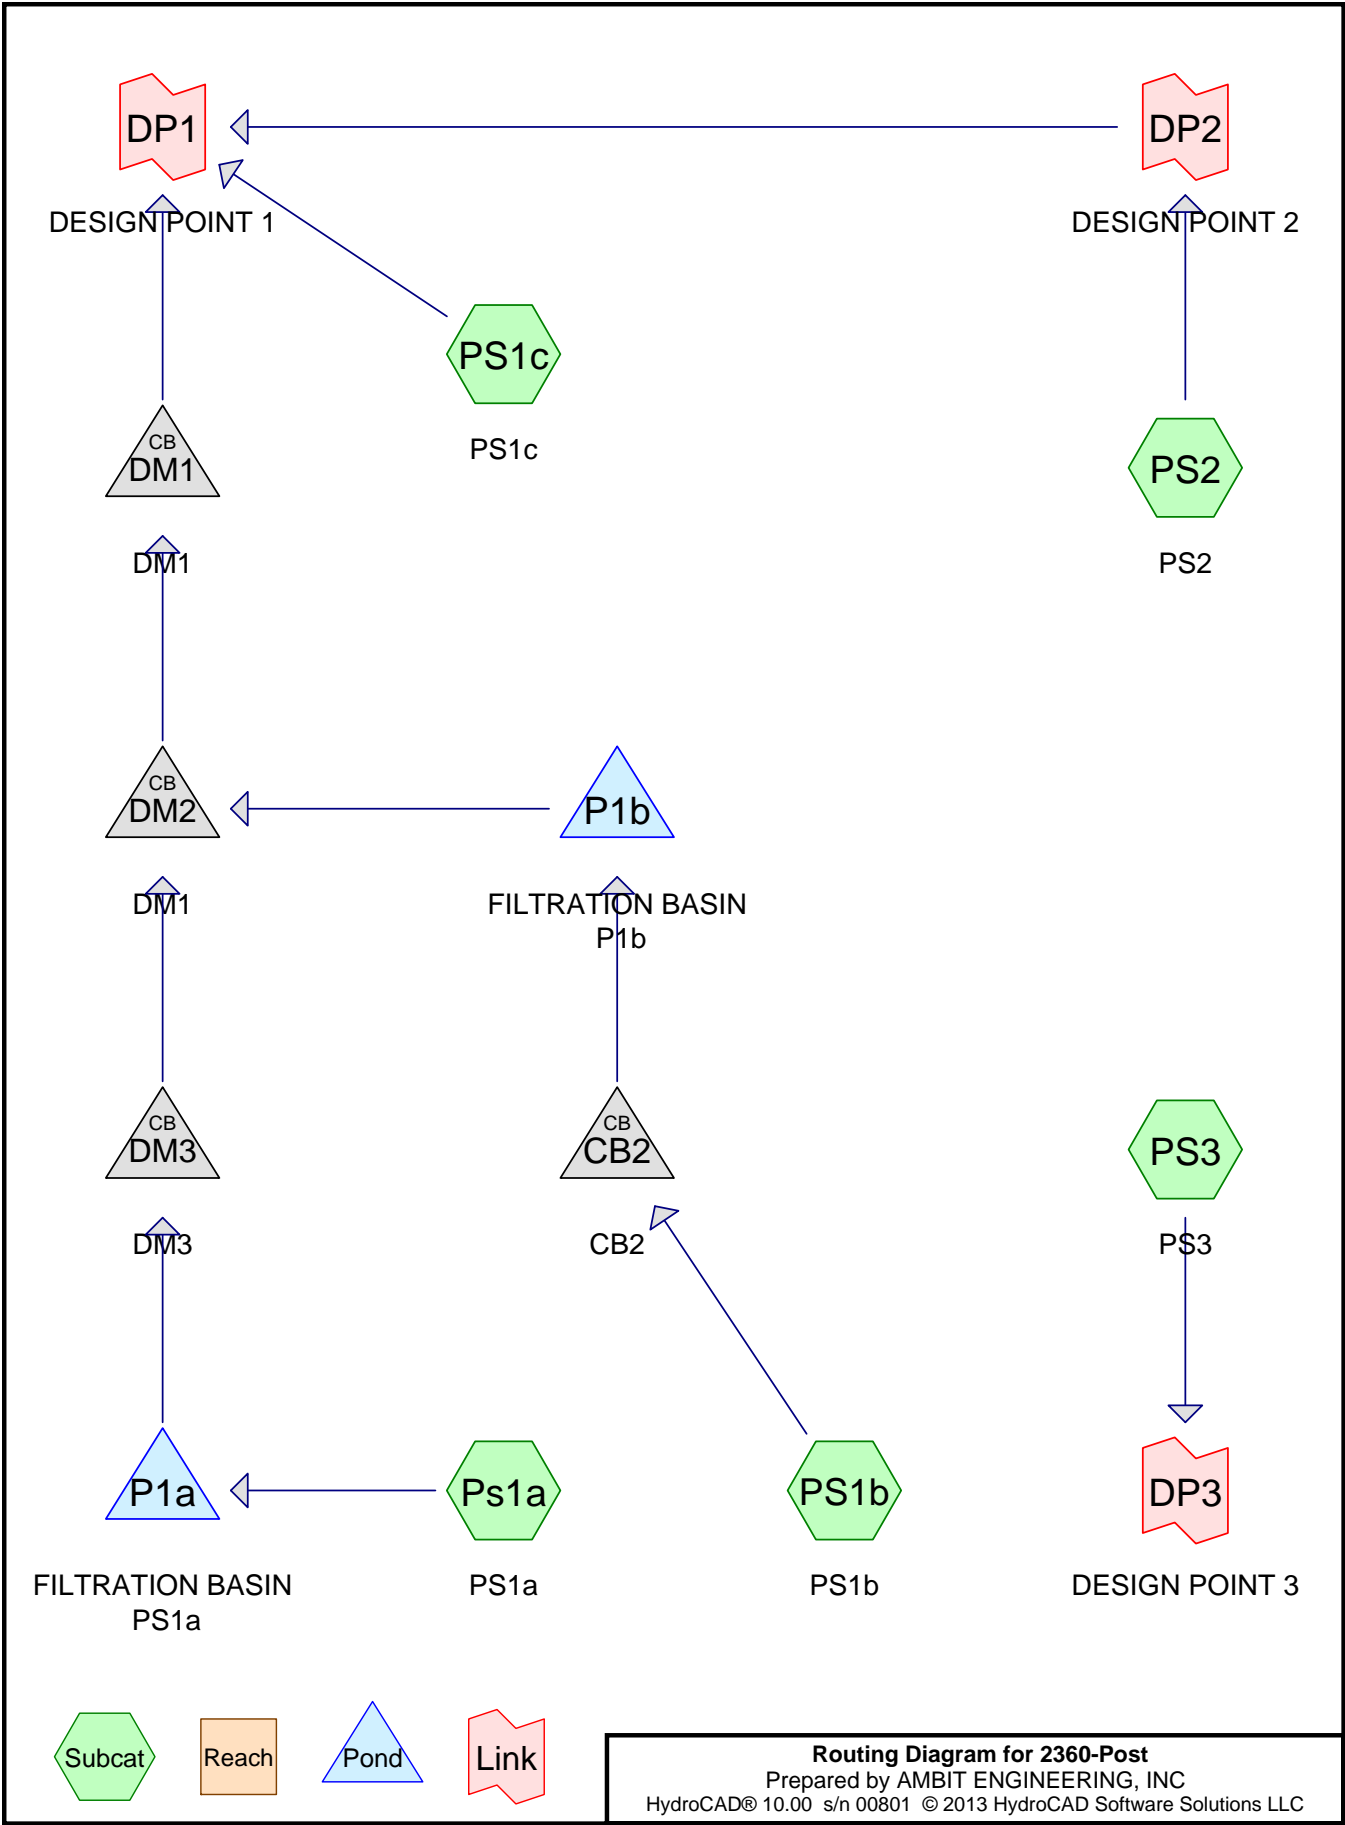 DP1
DP2
DESIGN POINT 1
DESIGN POINT 2
PS1c
PS1c
CB
DM1
DM1
PS2
PS2
CB
DM2
DM1
P1b
FILTRATION BASIN
P1b
CB
DM3
DM3
CB
CB2
CB2
PS3
PS3
P1a
FILTRATION BASIN
PS1a
Ps1a
PS1a
PS1b
PS1b
DP3
DESIGN POINT 3
Subcat
Reach
Pond
Link
Routing Diagram for 2360-Post
Prepared by AMBIT ENGINEERING, INC
HydroCAD® 10.00 s/n 00801 © 2013 HydroCAD Software Solutions LLC